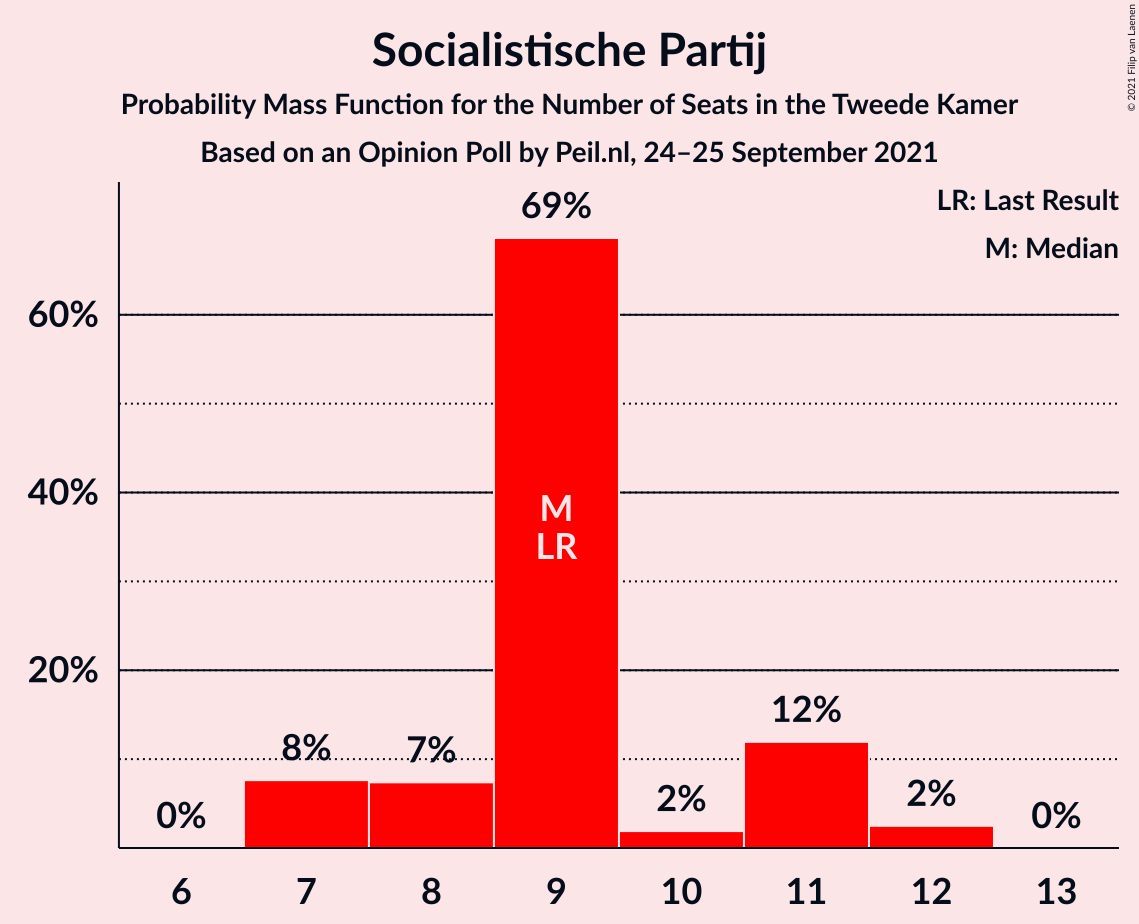 Socialistische Partij
Probability Mass Function for the Number of Seats in the Tweede Kamer
Based on an Opinion Poll by Peil.nl, 24–25 September 2021
© 2021 Filip van Laenen
LR: Last Result
M: Median
69%
60%
40%
20%
M
LR
0%
8%
7%
2%
12%
2%
0%
6 7 8 9 10 11 12 13